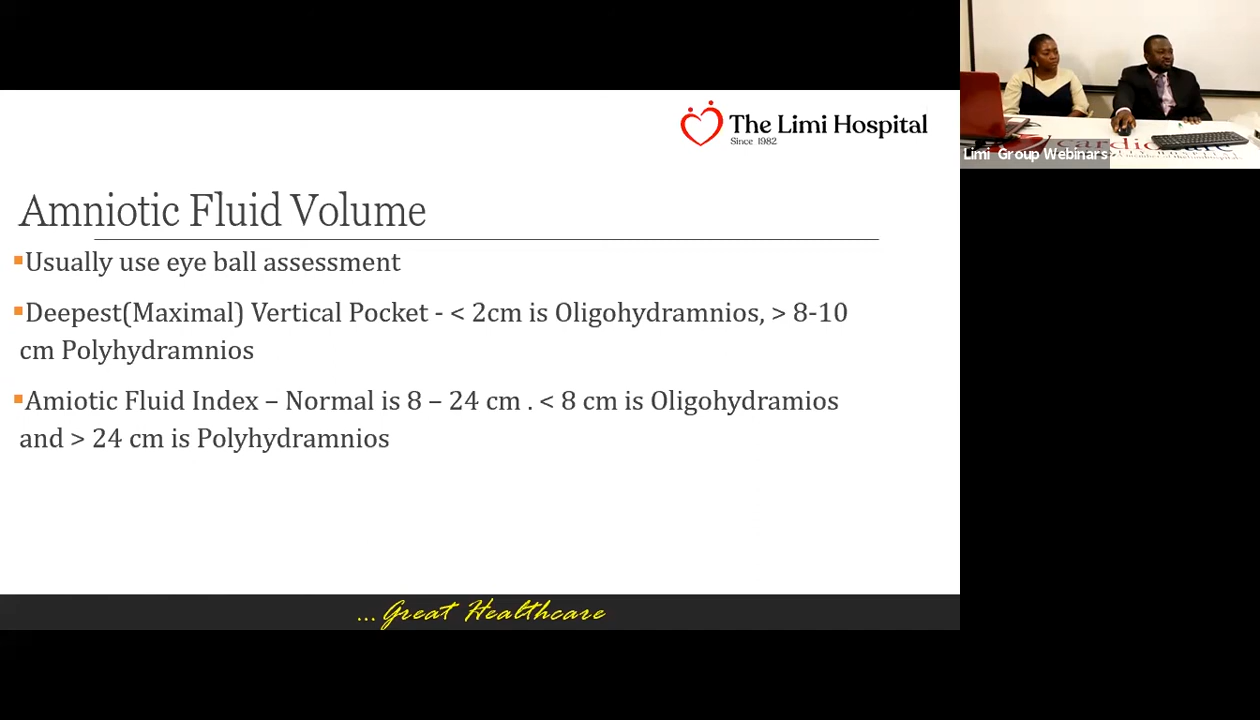 The Limi Hospital
Since 1982
Limi Group Webinars
Amniotic Fluid Volume
Usually use eye ball assessment
Deepest(Maximal) Vertical Pocket - < 2cm is Oligohydramnios, > 8-10
cm Polyhydramnios
Amiotic Fluid Index – Normal is 8 – 24 cm . < 8 cm is Oligohydramios
and > 24 cm is Polyhydramnios
... Great Healthcare